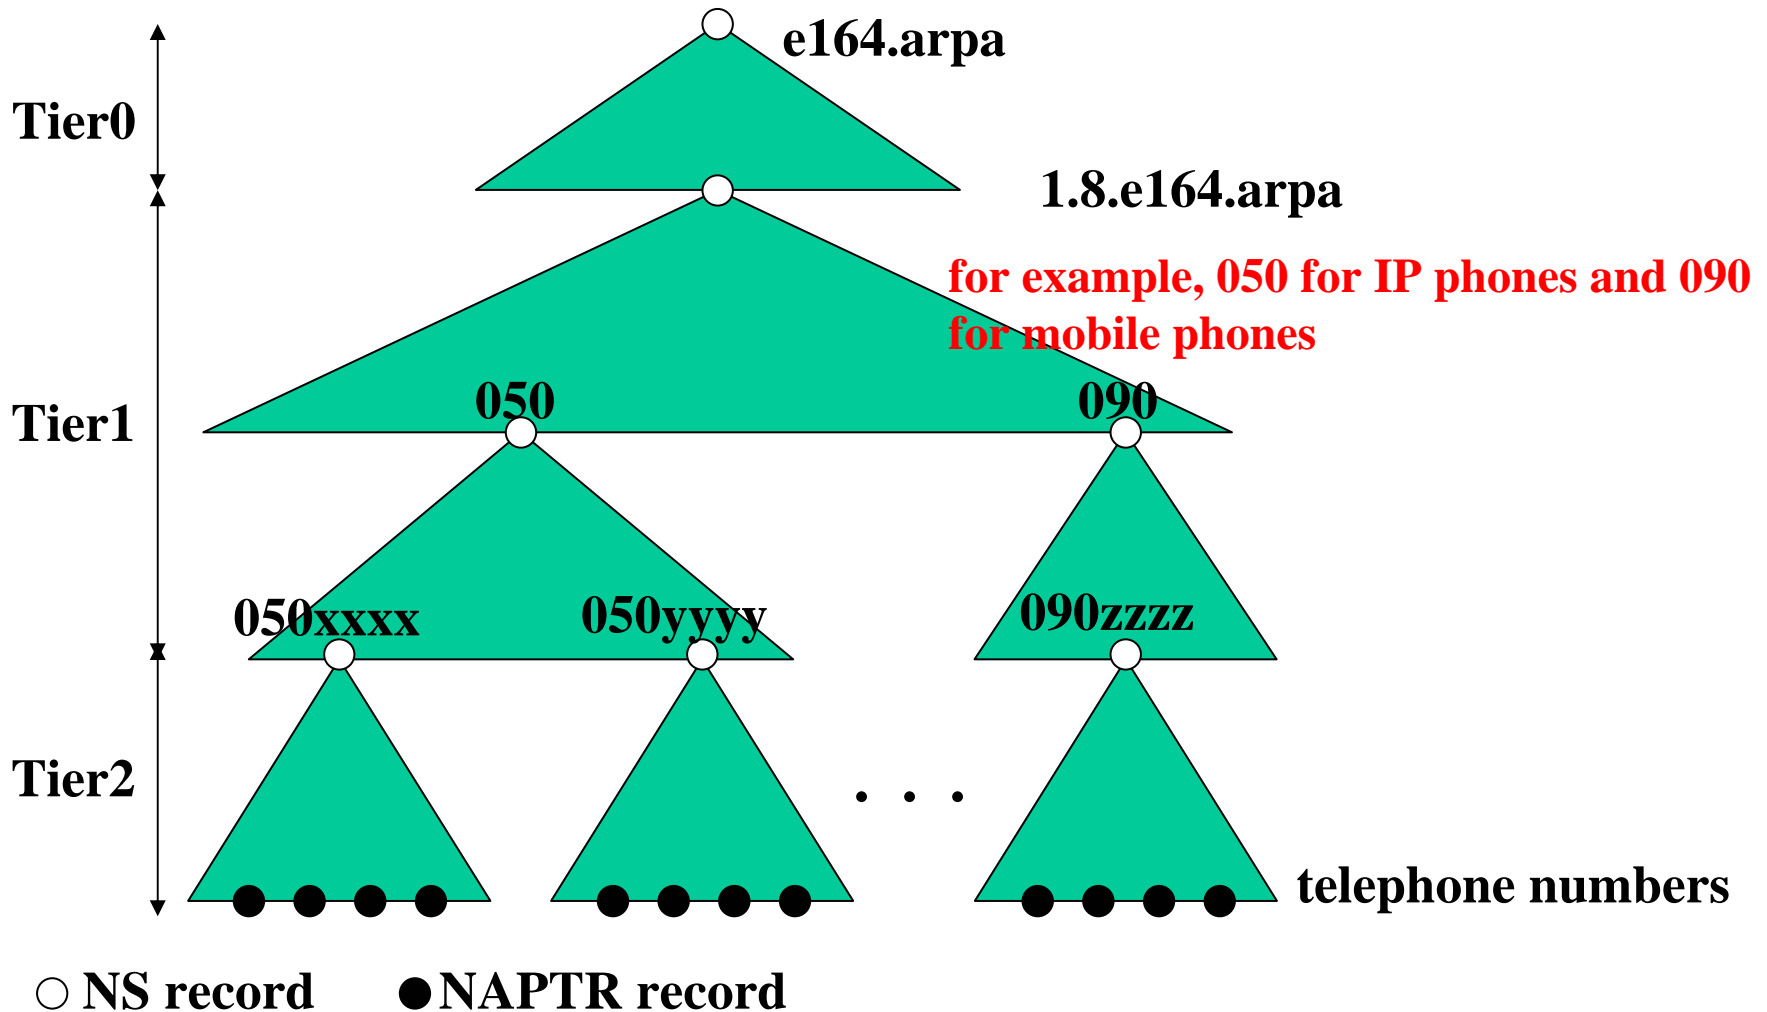 e164.arpa
Tier0
1.8.e164.arpa
for example, 050 for IP phones and 090
for mobile phones
050
090
Tier1
050xxxx
050yyyy
090zzzz
Tier2
. . .
telephone numbers
NS record
NAPTR record